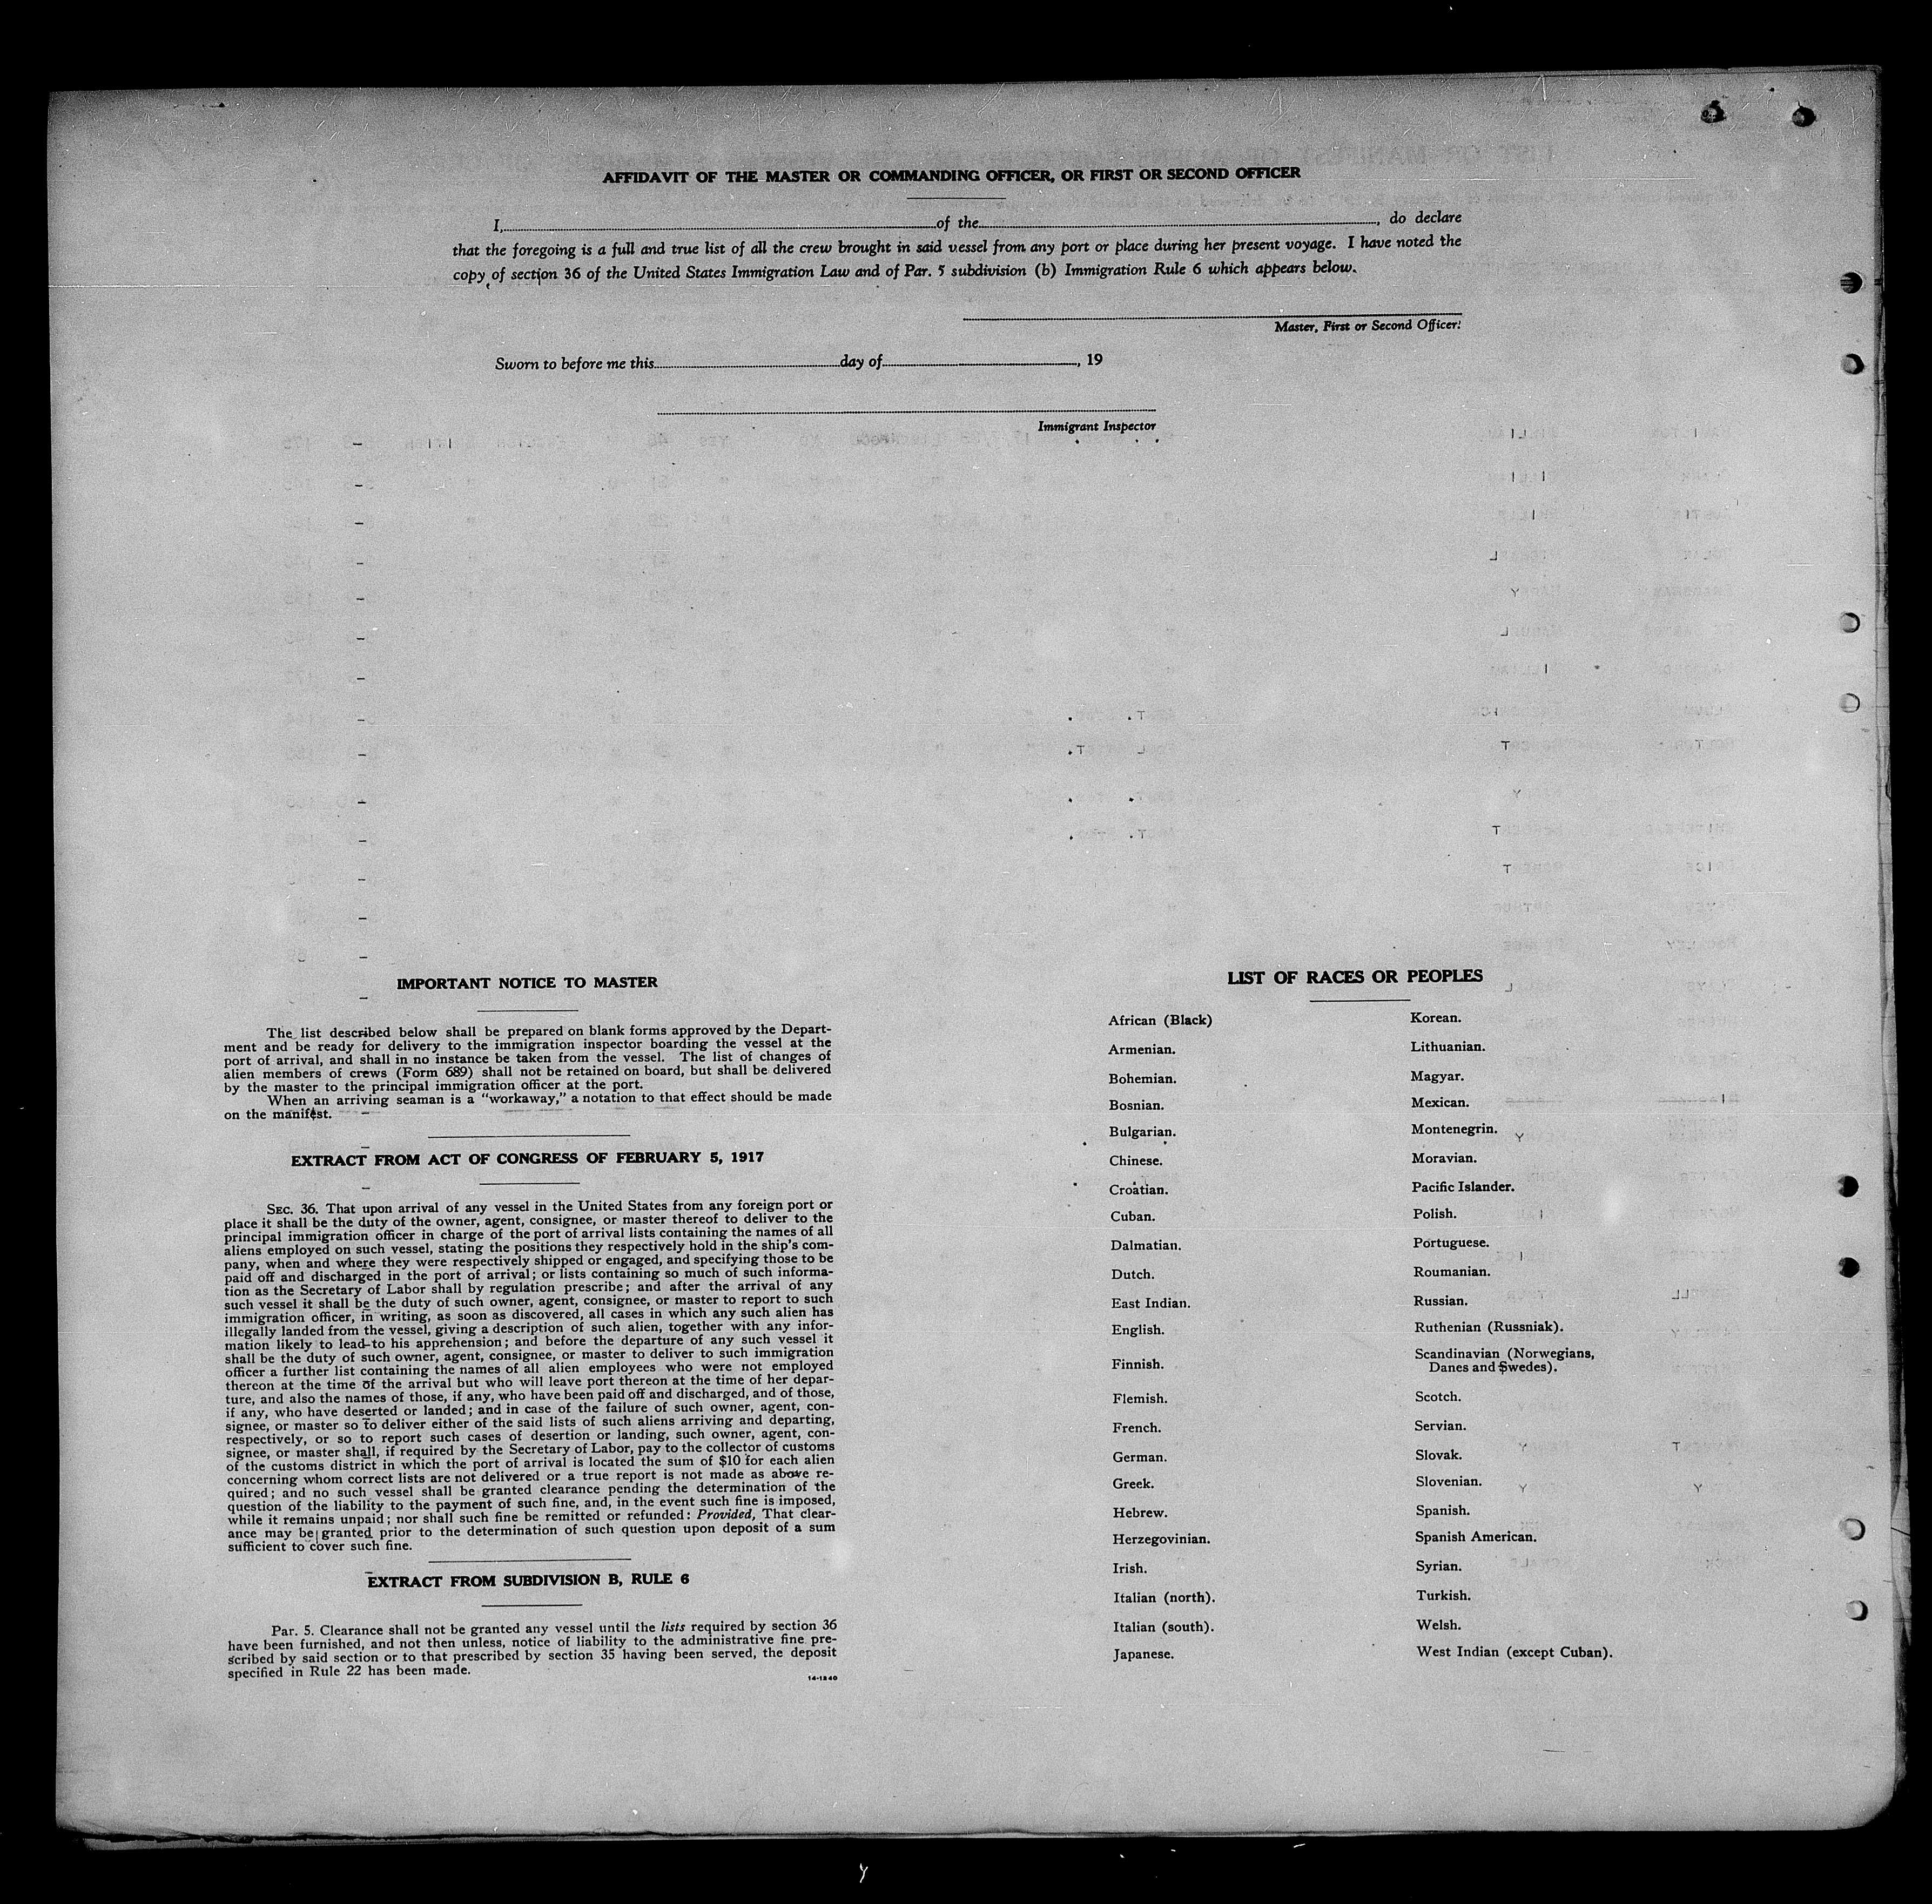 AFFIDAVIT OF THE MASTER OR COMMANDING OFFICER, OR FIRST OR SECOND OFFICER
I, of the , do declare
that the foregoing is a full and true list of all the crew brought in said vessel from any port or place during her present voyage. I have noted the
copy of section 36 of the United States Immigration Law and of Par. 5 subdivision (b) Immigration Rule 6 which appears below.
Master, First or Second Officer.
Sworn to before me this day of , 19
Immigrant Inspector
IMPORTANT NOTICE TO MASTER
The list described below shall be prepared on blank forms approved by the Depart-
ment and be ready for delivery to the immigration inspector boarding the vessel at the
port of arrival, and shall in no instance be taken from the vessel. The list of changes of
alien members of crews (Form 689) shall not be retained on board, but shall be delivered
by the master to the principal immigration officer at the port.
When an arriving seaman is a "workaway," a notation to that effect should be made
on the manifest.
EXTRACT FROM ACT OF CONGRESS OF FEBRUARY 5, 1917
SEC. 36. That upon arrival of any vessel in the United States from any foreign port or
place it shall be the duty of the owner, agent, consignee, or master thereof to deliver to the
principal immigration officer in charge of the port of arrival lists containing the names of all
aliens employed on such vessel, stating the positions they respectively hold in the ship's com-
pany, when and where they were respectively shipped or engaged, and specifying those to be
paid off and discharged in the port of arrival; or lists containing so much of such informa-
tion as the Secretary of Labor shall by regulation prescribe; and after the arrival of any
such vessel it shall be the duty of such owner, agent, consignee, or master to report to such
immigration officer, in writing, as soon as discovered, all cases in which any such alien has
illegally landed from the vessel, giving a description of such alien, together with any infor-
mation likely to lead to his apprehension; and before the departure of any such vessel it
shall be the duty of such owner, agent, consignee, or master to deliver to such immigration
officer a further list containing the names of all alien employees who were not employed
thereon at the time of the arrival but who will leave port thereon at the time of her depar-
ture, and also the names of those, if any, who have been paid off and discharged, and of those,
if any, who have deserted or landed; and in case of the failure of such owner, agent, con-
signee, or master so to deliver either of the said lists of such aliens arriving and departing,
respectively, or so to report such cases of desertion or landing, such owner, agent, con-
signee, or master shall, if required by the Secretary of Labor, pay to the collector of customs
of the customs district in which the port of arrival is located the sum of $10 for each alien
concerning whom correct lists are not delivered or a true report is not made as above re-
quired; and no such vessel shall be granted clearance pending the determination of the
question of the liability to the payment of such fine, and, in the event such fine is imposed,
while it remains unpaid; nor shall such fine be remitted or refunded: Provided, That clear-
ance may be granted prior to the determination of such question upon deposit of a sum
sufficient to cover such fine.
EXTRACT FROM SUBDIVISION B, RULE 6
Par. 5. Clearance shall not be granted any vessel until the lists required by section 36
have been furnished, and not then unless, notice of liability to the administrative fine pre-
scribed by said section or to that prescribed by section 35 having been served, the deposit
specified in Rule 22 has been made.
14-1240
LIST OF RACES OR PEOPLES
African (Black)
Armenian.
Bohemian.
Bosnian.
Bulgarian.
Chinese.
Croatian.
Cuban.
Dalmatian.
Dutch.
East Indian.
English.
Finnish.
Flemish.
French.
German.
Greek.
Hebrew.
Herzegovinian.
Irish.
Italian (north).
Italian (south).
Japanese.
Korean.
Lithuanian.
Magyar.
Mexican.
Montenegrin.
Moravian.
Pacific Islander.
Polish.
Portuguese.
Roumanian.
Russian.
Ruthenian (Russniak).
Scandinavian (Norwegians,
Danes and Swedes).
Scotch.
Servian.
Slovak.
Slovenian.
Spanish.
Spanish American.
Syrian.
Turkish.
Welsh.
West Indian (except Cuban).